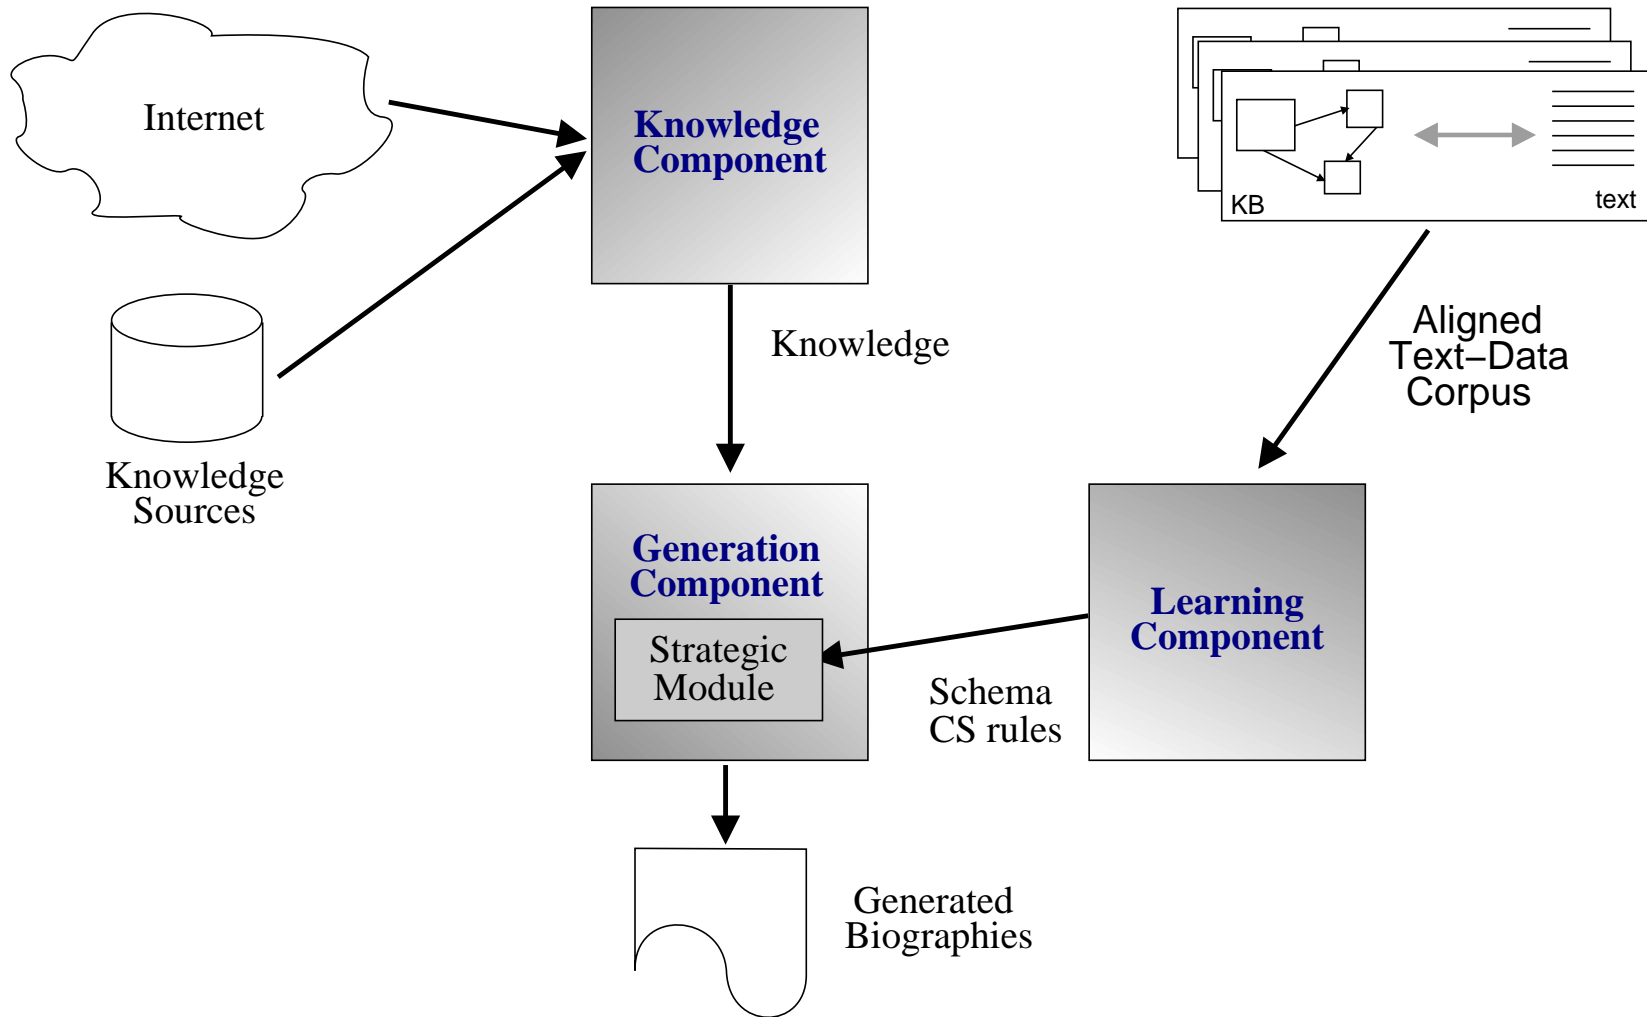 Internet
Knowledge
Component
KB
text
Knowledge
Sources
Knowledge
Aligned
Text–Data
Corpus
Generation
Component
Strategic
Module
Learning
Component
Schema
CS rules
Generated
Biographies